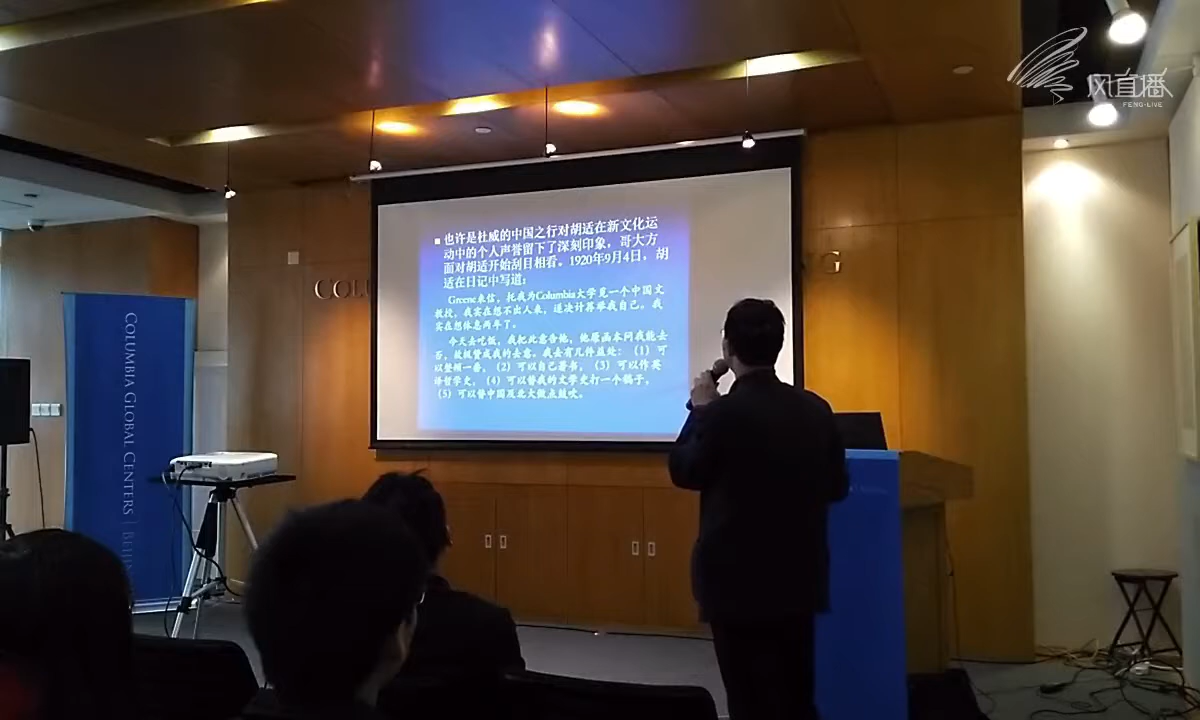 风直播
FENG-LIVE
COLU
NG
■ 也许是杜威的中国之行对胡适在新文化运
动中的个人声誉留下了深刻印象，哥大方
面对胡适开始刮目相看。1920年9月4日，胡
适在日记中写道：
Greene来信，托我为Columbia大学觅一个中国文
教授，我实在想不出人来，遂决计荐举我自己。我
实在想休息两年了。
今天去吃饭，我把此意告他，他原函本问我能去
否，故极赞成我的去意。我去有几件益处：（1）可
以整顿一番，（2）可以自己著书，（3）可以作英
译哲学史，（4）可以替我的文学史打一个稿子，
（5）可以替中国及北大做点鼓吹。
COLUMBIA GLOBAL CENTERS | BEIJIN